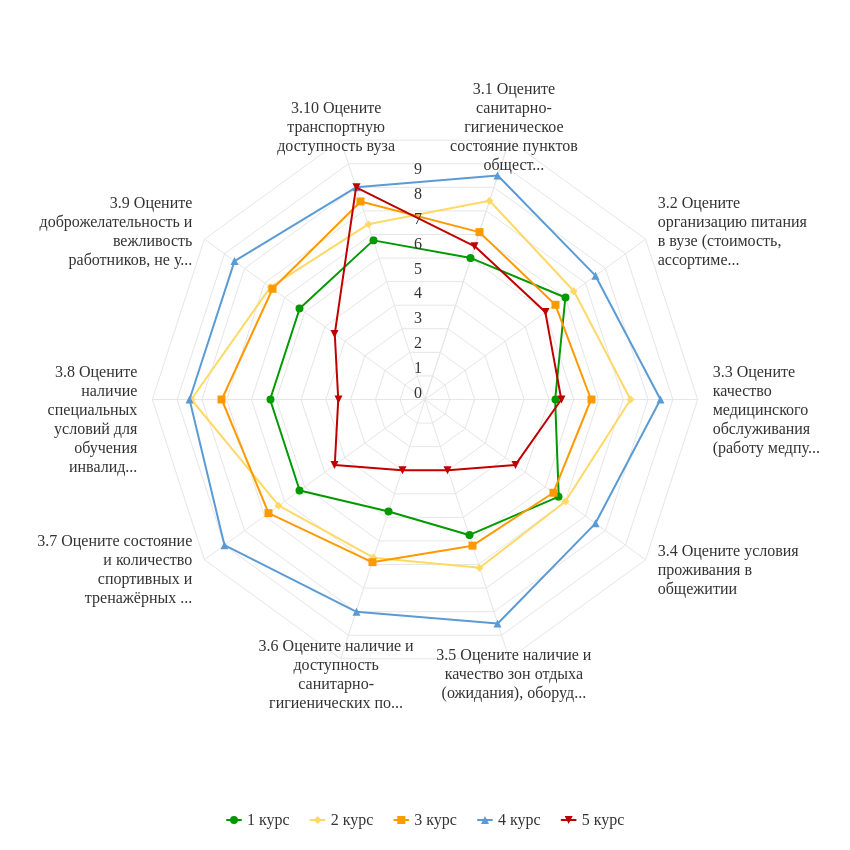 3.1 Оцените
санитарно-
гигиеническое
состояние пунктов
общест...
3.10 Оцените
транспортную
доступность вуза
3.2 Оцените
организацию питания
в вузе (стоимость,
ассортиме...
3.9 Оцените
доброжелательность и
вежливость
работников, не у...
9
8
7
6
5
4
3
2
1
0
3.3 Оцените
качество
медицинского
обслуживания
(работу медпу...
3.8 Оцените
наличие
специальных
условий для
обучения
инвалид...
3.4 Оцените условия
проживания в
общежитии
3.7 Оцените состояние
и количество
спортивных и
тренажёрных ...
3.6 Оцените наличие и
доступность
санитарно-
гигиенических по...
3.5 Оцените наличие и
качество зон отдыха
(ожидания), оборуд...
1 курс 2 курс 3 курс 4 курс 5 курс